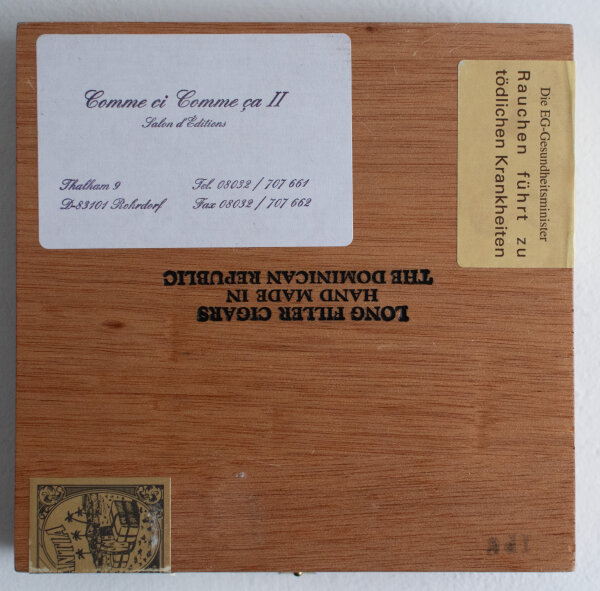 Comme ci Comme ça II
Salon d'Éditions
Thalham 9
D-83101 Rohrdorf
Tel. 08032 / 707 661
Fax 08032 / 707 662
Die EG-Gesundheitsminister
Rauchen führt zu
tödlichen Krankheiten
LONG FILLER CIGARS
HAND MADE IN
THE DOMINICAN REPUBLIC